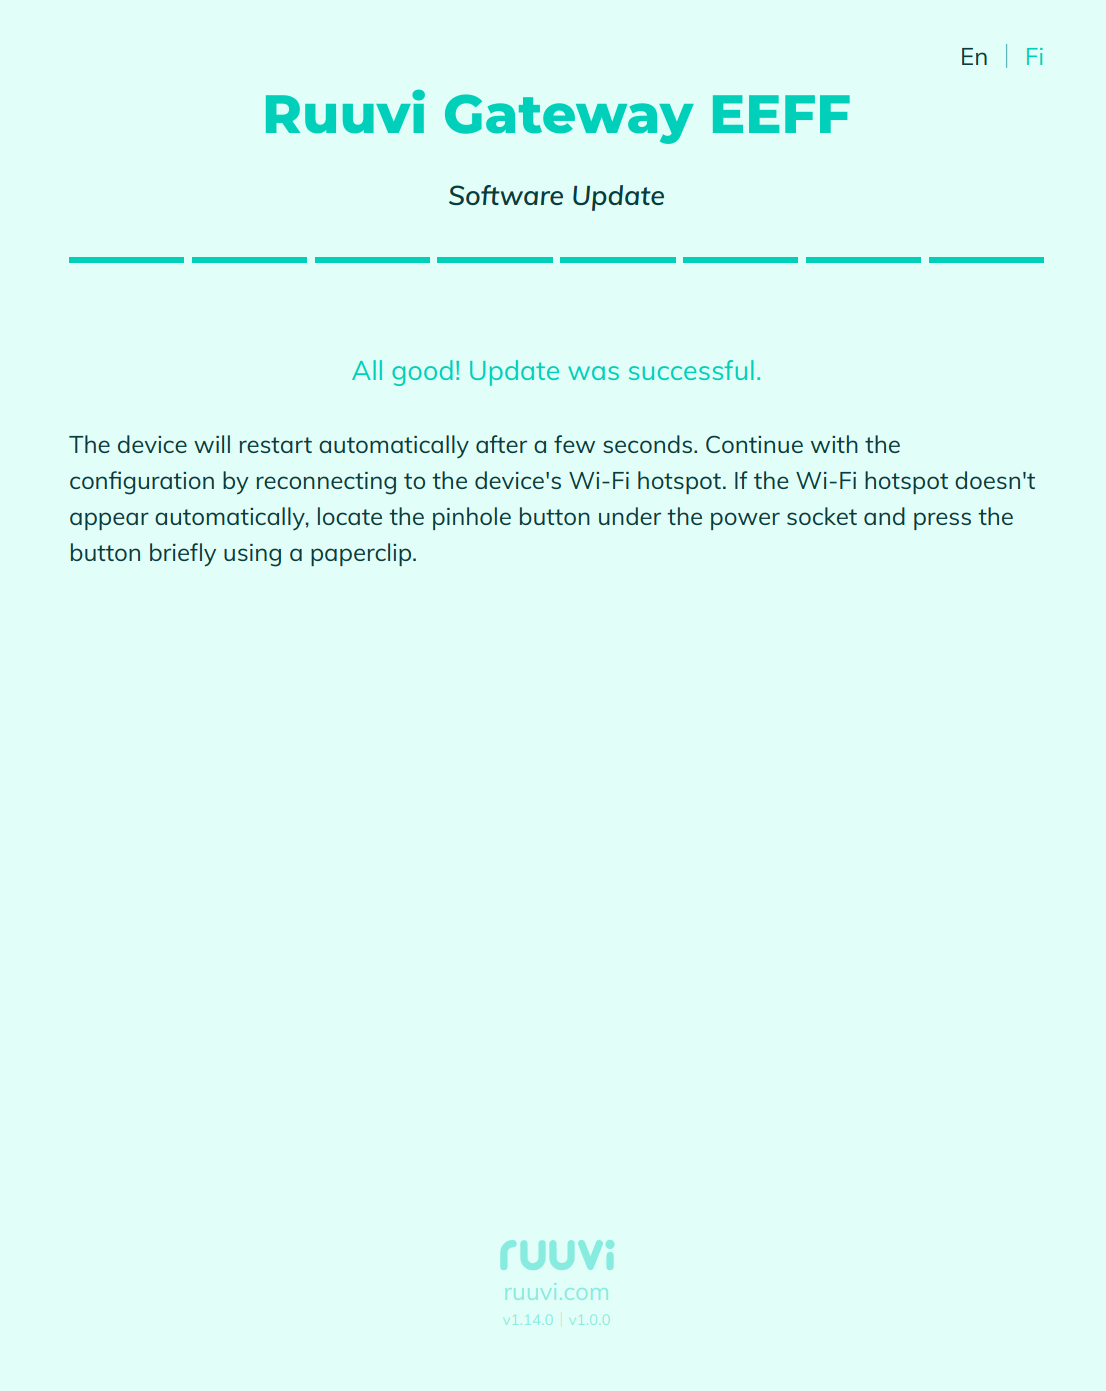 En | Fi
Ruuvi Gateway EEFF
Software Update
All good! Update was successful.
The device will restart automatically after a few seconds. Continue with the
configuration by reconnecting to the device's Wi-Fi hotspot. If the Wi-Fi hotspot doesn't
appear automatically, locate the pinhole button under the power socket and press the
button briefly using a paperclip.
ruuvi
ruuvi.com
v1.14.0 | v1.0.0